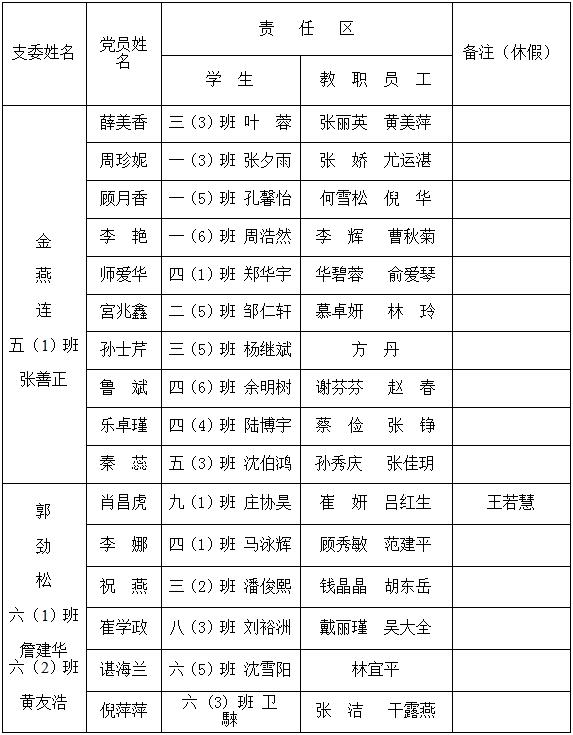 支委姓名 党员姓名 责 任 区 备注（休假）
学 生 教 职 员 工
金
燕
连
五（1）班
张善正
薛美香 三（3）班 叶 蓉 张丽英 黄美萍
周珍妮 一（3）班 张夕雨 张 娇 尤运湛
顾月香 一（5）班 孔馨怡 何雪松 倪 华
李 艳 一（6）班 周浩然 李 辉 曹秋菊
师爱华 四（1）班 郑华宇 华碧蓉 俞爱琴
宫兆鑫 二（5）班 邹仁轩 慕卓妍 林 玲
孙士芹 三（5）班 杨继斌 方 丹
鲁 斌 四（6）班 余明树 谢芬芬 赵 春
乐卓瑾 四（4）班 陆博宇 蔡 俭 张 铮
秦 蕊 五（3）班 沈伯鸿 孙秀庆 张佳玥
郭
劲
松
六（1）班
詹建华
六（2）班
黄友浩
肖昌虎 九（1）班 庄协昊 崔 妍 吕红生 王若慧
李 娜 四（1）班 马泳辉 顾秀敏 范建平
祝 燕 三（2）班 潘俊熙 钱晶晶 胡东岳
崔学政 八（3）班 刘裕洲 戴丽瑾 吴大全
谌海兰 六（5）班 沈雪阳 林宜平
倪萍萍 六（3）班 卫
騋 张 洁 干露燕